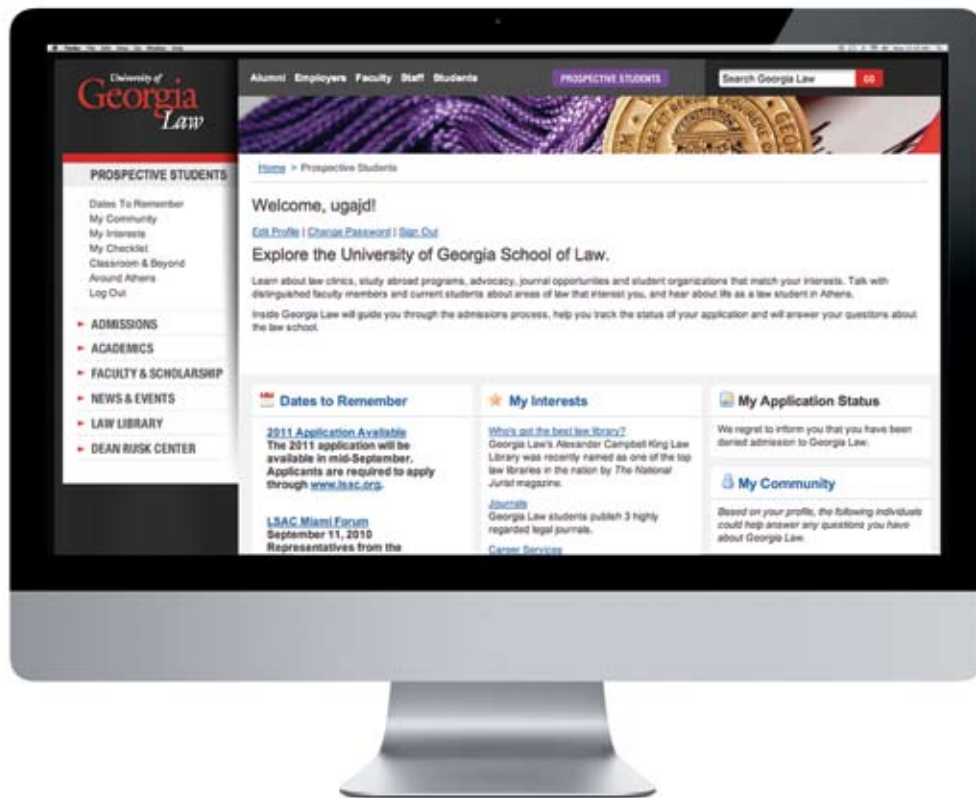 University of
Georgia
Law
Alumni Employers Faculty Staff Students
PROSPECTIVE STUDENTS
Search Georgia Law
GO
PROSPECTIVE STUDENTS
Dates To Remember
My Community
My Interests
My Checklist
Classroom & Beyond
Around Athens
Log Out
ADMISSIONS
ACADEMICS
FACULTY & SCHOLARSHIP
NEWS & EVENTS
LAW LIBRARY
DEAN RUSK CENTER
Home > Prospective Students
Welcome, ugajd!
Edit Profile | Change Password | Sign Out
Explore the University of Georgia School of Law.
Learn about law clinics, study abroad programs, advocacy, journal opportunities and student organizations that match your interests. Talk with
distinguished faculty members and current students about areas of law that interest you, and hear about life as a law student in Athens.
Inside Georgia Law will guide you through the admissions process, help you track the status of your application and will answer your questions about
the law school.
Dates to Remember
2011 Application Available
The 2011 application will be
available in mid-September.
Applicants are required to apply
through www.lsac.org.
LSAC Miami Forum
September 11, 2010
Representatives from the
My Interests
Who's got the best law library?
Georgia Law's Alexander Campbell King Law
Library was recently named as one of the top
law libraries in the nation by The National
Jurist magazine.
Journals
Georgia Law students publish 3 highly
regarded legal journals.
Career Services
My Application Status
We regret to inform you that you have been
denied admission to Georgia Law.
My Community
Based on your profile, the following individuals
could help answer any questions you have
about Georgia Law.